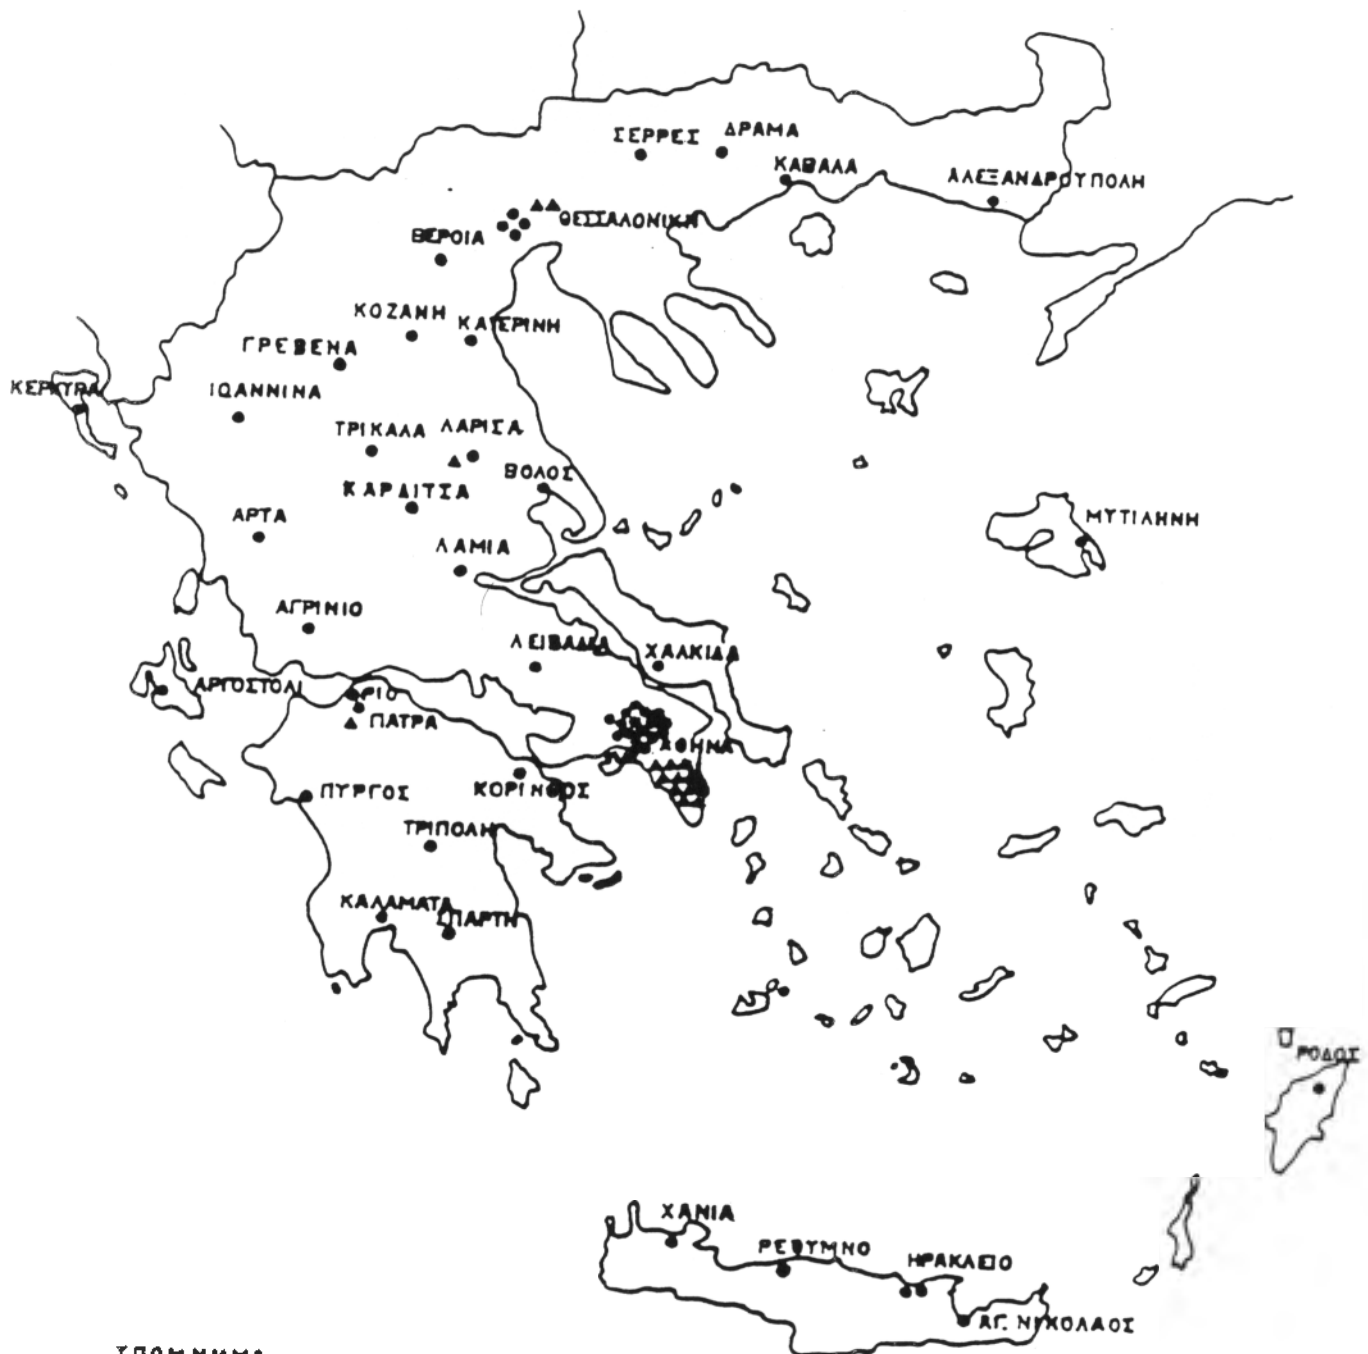 ΣΕΡΡΕΣ
ΔΡΑΜΑ
ΚΑΒΑΛΑ
ΑΛΕΞΑΝΔΡΟΥΠΟΛΗ
ΘΕΣΣΑΛΟΝΙΚΗ
ΒΕΡΟΙΑ
ΚΟΖΑΝΗ
ΚΑΤΕΡΙΝΗ
ΓΡΕΒΕΝΑ
ΚΕΡΚΥΡΑ
ΙΩΑΝΝΙΝΑ
ΤΡΙΚΑΛΑ
ΛΑΡΙΣΑ
ΒΟΛΟΣ
ΚΑΡΔΙΤΣΑ
ΑΡΤΑ
ΜΥΤΙΛΗΝΗ
ΛΑΜΙΑ
ΑΓΡΙΝΙΟ
ΛΕΙΒΑΔΙΑ
ΧΑΛΚΙΔΑ
ΑΡΓΟΣΤΟΛΙ
ΡΙΟ
ΠΑΤΡΑ
ΑΘΗΝΑ
ΠΥΡΓΟΣ
ΚΟΡΙΝΘΟΣ
ΤΡΙΠΟΛΗ
ΚΑΛΑΜΑΤΑ
ΣΠΑΡΤΗ
ΡΟΔΟΣ
ΧΑΝΙΑ
ΡΕΘΥΜΝΟ
ΗΡΑΚΛΕΙΟ
ΑΓ. ΝΙΚΟΛΑΟΣ